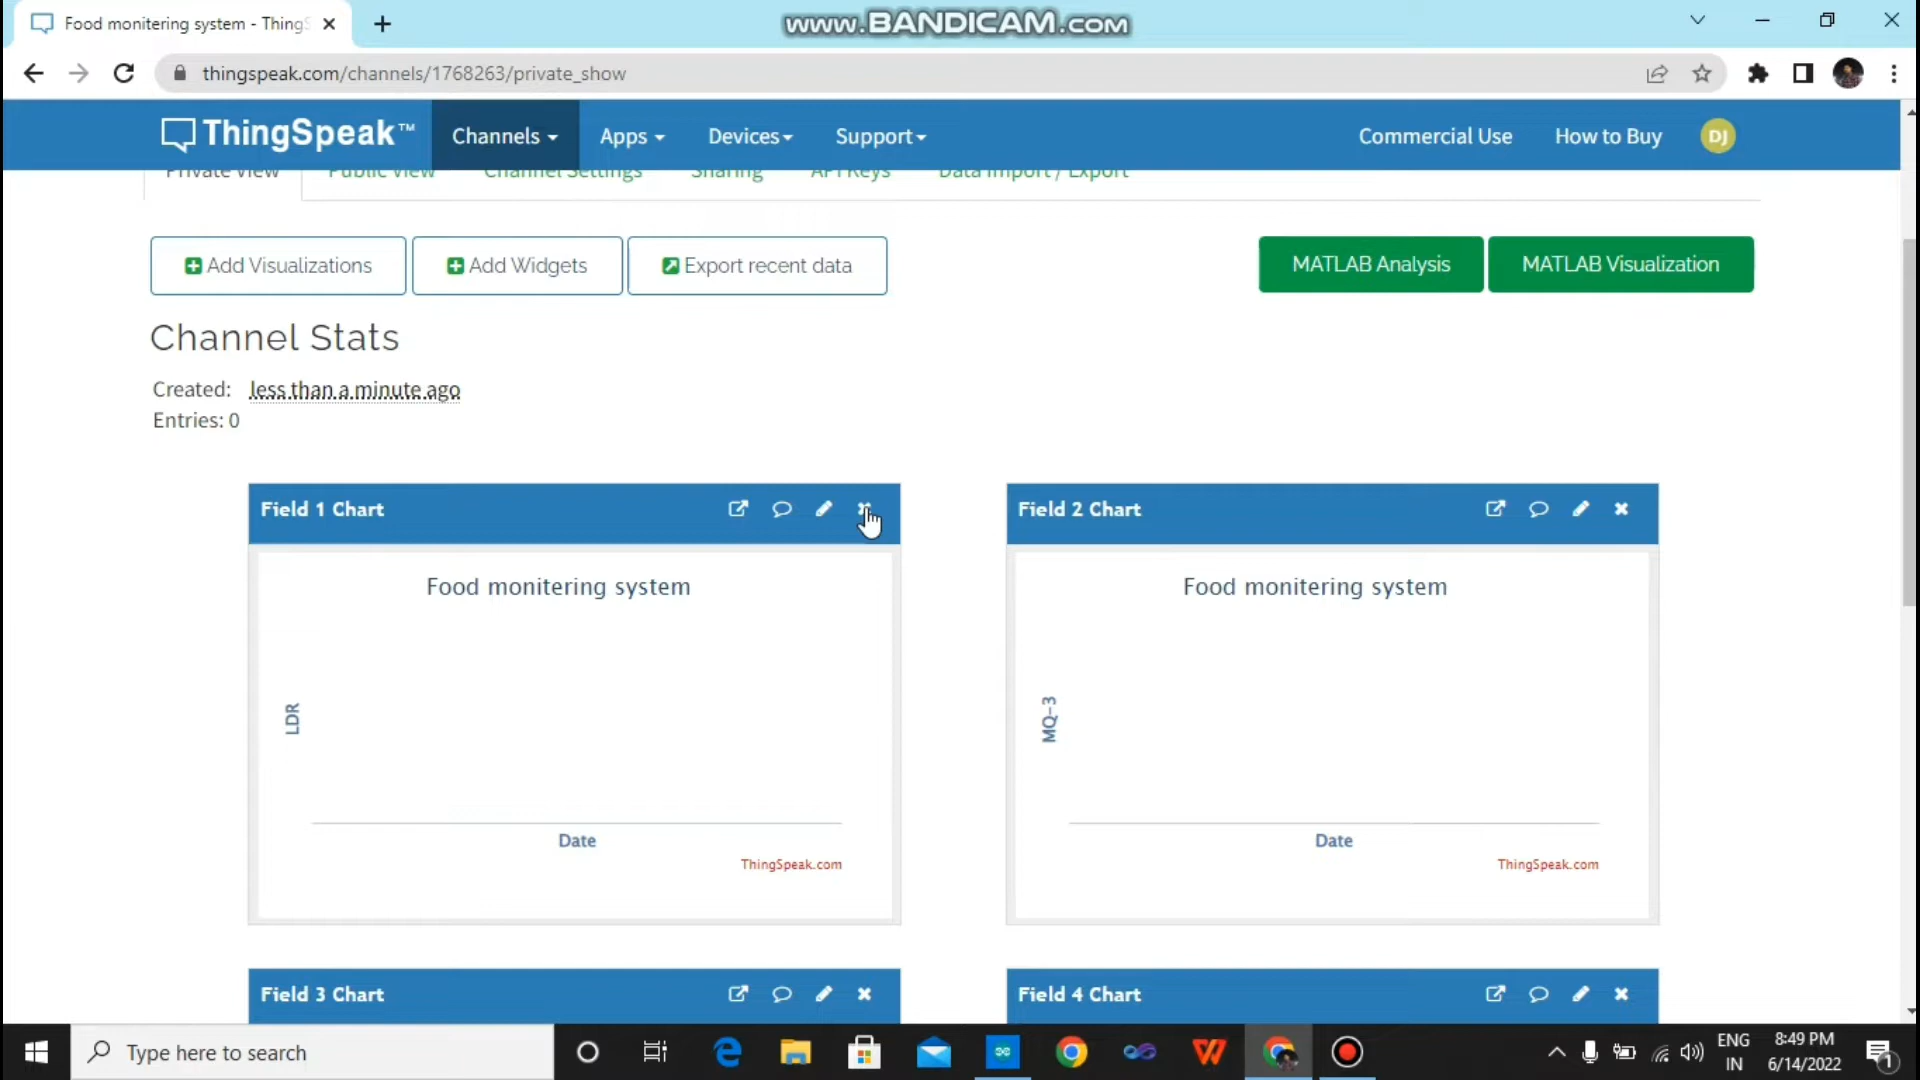 Food monitering system - Thing
www.BANDICAM.com
thingspeak.com/channels/1768263/private_show
ThingSpeak™
Channels
Apps
Devices
Support
Commercial Use
How to Buy
DJ
Private View
Public View
Channel Settings
Sharing
API Keys
Data Import / Export
Add Visualizations
Add Widgets
Export recent data
MATLAB Analysis
MATLAB Visualization
Channel Stats
Created: less than a minute ago
Entries: 0
Field 1 Chart
Food monitering system
LDR
Date
ThingSpeak.com
Field 2 Chart
Food monitering system
MQ-3
Date
ThingSpeak.com
Field 3 Chart
Field 4 Chart
Type here to search
ENG
IN
8:49 PM
6/14/2022
1